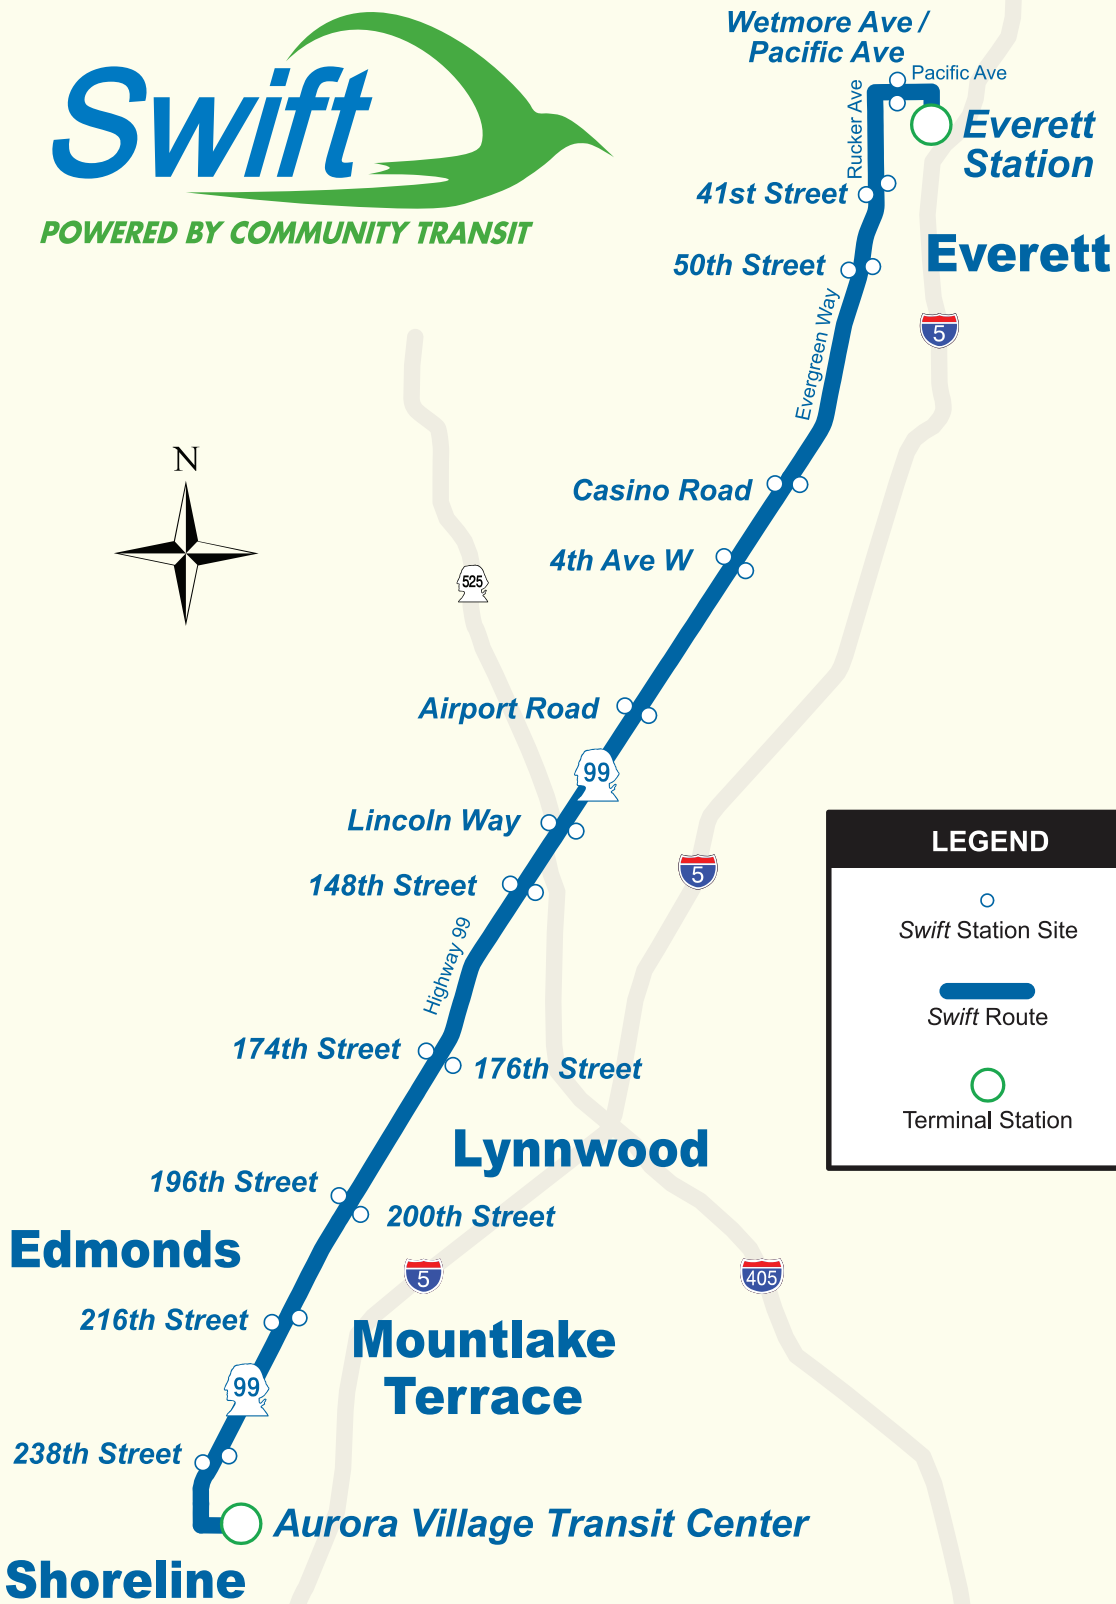 Swift
POWERED BY COMMUNITY TRANSIT
Wetmore Ave /
Pacific Ave
Pacific Ave
Rucker Ave
Everett
Station
41st Street
Everett
50th Street
5
Evergreen Way
N
Casino Road
4th Ave W
525
Airport Road
99
Lincoln Way
5
148th Street
Highway 99
174th Street
176th Street
Lynnwood
196th Street
200th Street
Edmonds
5
405
216th Street
Mountlake
Terrace
99
238th Street
Aurora Village Transit Center
Shoreline
LEGEND
Swift Station Site
Swift Route
Terminal Station